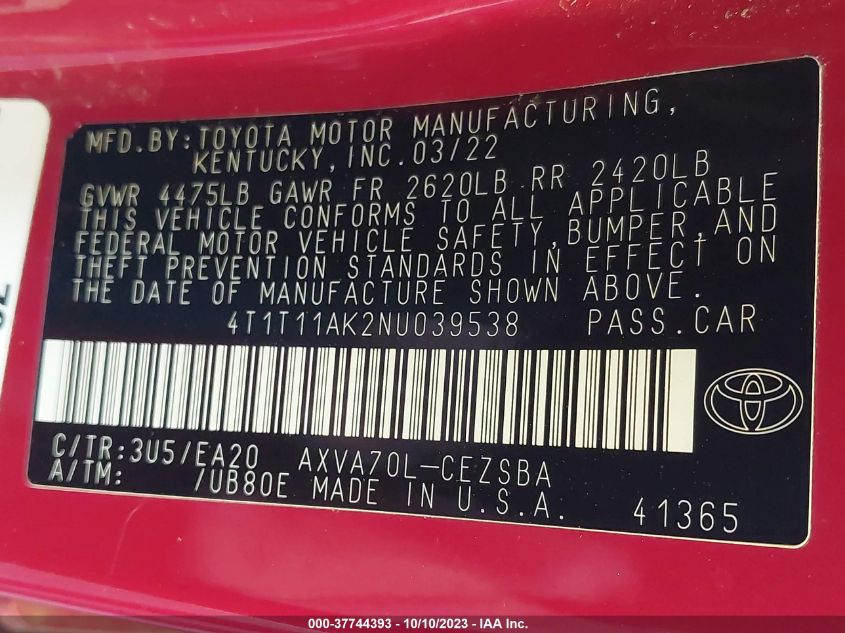 MFD.BY:TOYOTA MOTOR MANUFACTURING,
KENTUCKY,INC.03/22
GVWR 4475LB GAWR FR 2620LB RR 2420LB
THIS VEHICLE CONFORMS TO ALL APPLICABLE
FEDERAL MOTOR VEHICLE SAFETY,BUMPER,AND
THEFT PREVENTION STANDARDS IN EFFECT ON
THE DATE OF MANUFACTURE SHOWN ABOVE.
4T1T11AK2NU039538 PASS.CAR
C/TR:3U5/EA20 AXVA70L-CEZSBA
A/TM: /UB80E MADE IN U.S.A. 41365
000-37744393 - 10/10/2023 - IAA Inc.